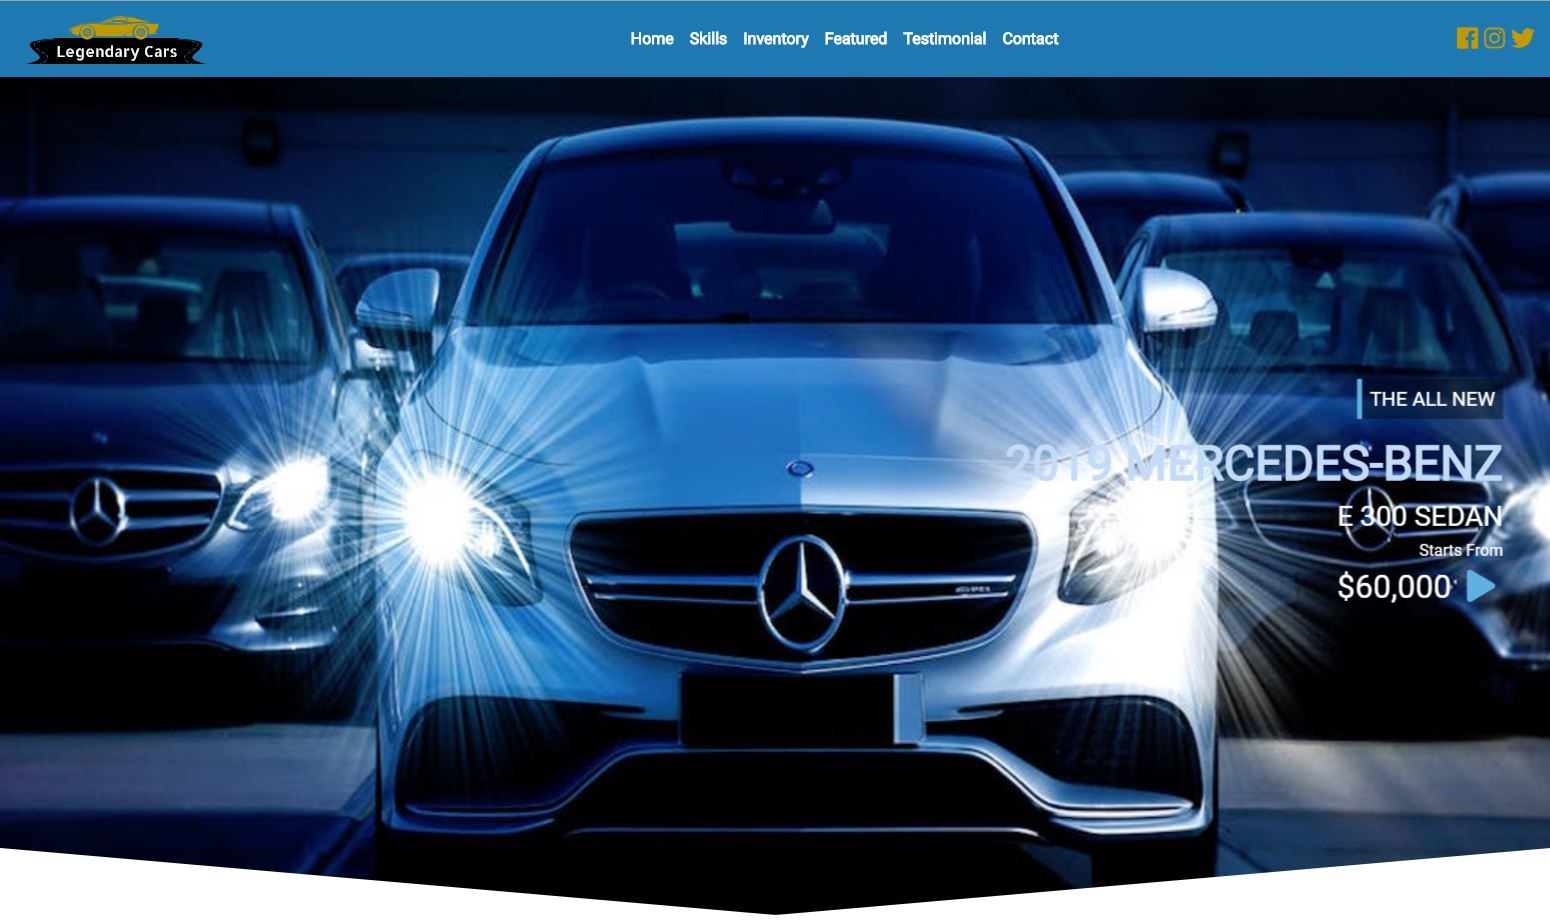 Legendary Cars
Home Skills Inventory Featured Testimonial Contact
THE ALL NEW
2019 MERCEDES-BENZ
E 300 SEDAN
Starts From
$60,000*